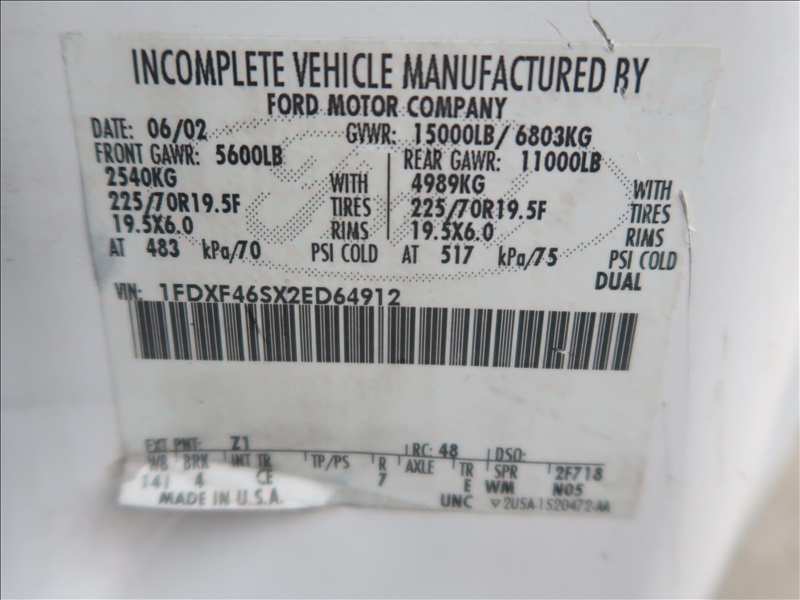 INCOMPLETE VEHICLE MANUFACTURED BY
FORD MOTOR COMPANY
DATE: 06/02 GVWR: 15000LB/ 6803KG
FRONT GAWR: 5600LB REAR GAWR: 11000LB
2540KG WITH 4989KG WITH
225/70R19.5F TIRES 225/70R19.5F TIRES
19.5X6.0 RIMS 19.5X6.0 RIMS
AT 483 kPa/70 PSI COLD AT 517 kPa/75 PSI COLD
DUAL
VIN: 1FDXF46SX2ED64912
EXT PNT: Z1 RC: 48 DSO:
WB BRK INT TR TP/PS R AXLE TR SPR 2F718
141 4 CE 7 E WM N05
MADE IN U.S.A. UNC 2USA-1520472-AA